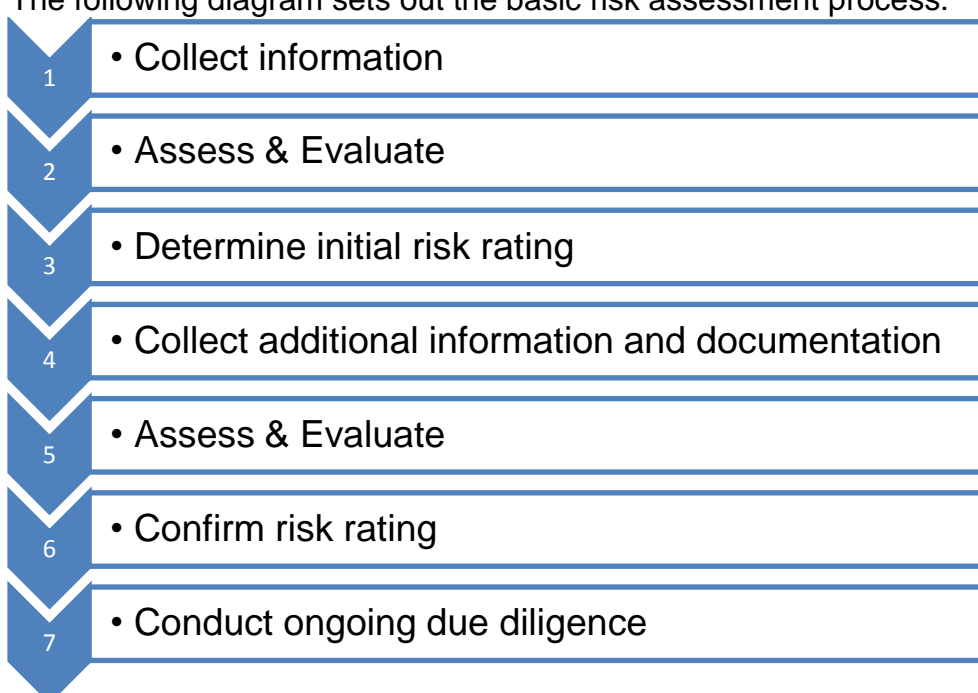 The following diagram sets out the basic risk assessment process.
1
• Collect information
2
• Assess & Evaluate
3
• Determine initial risk rating
4
• Collect additional information and documentation
5
• Assess & Evaluate
6
• Confirm risk rating
7
• Conduct ongoing due diligence